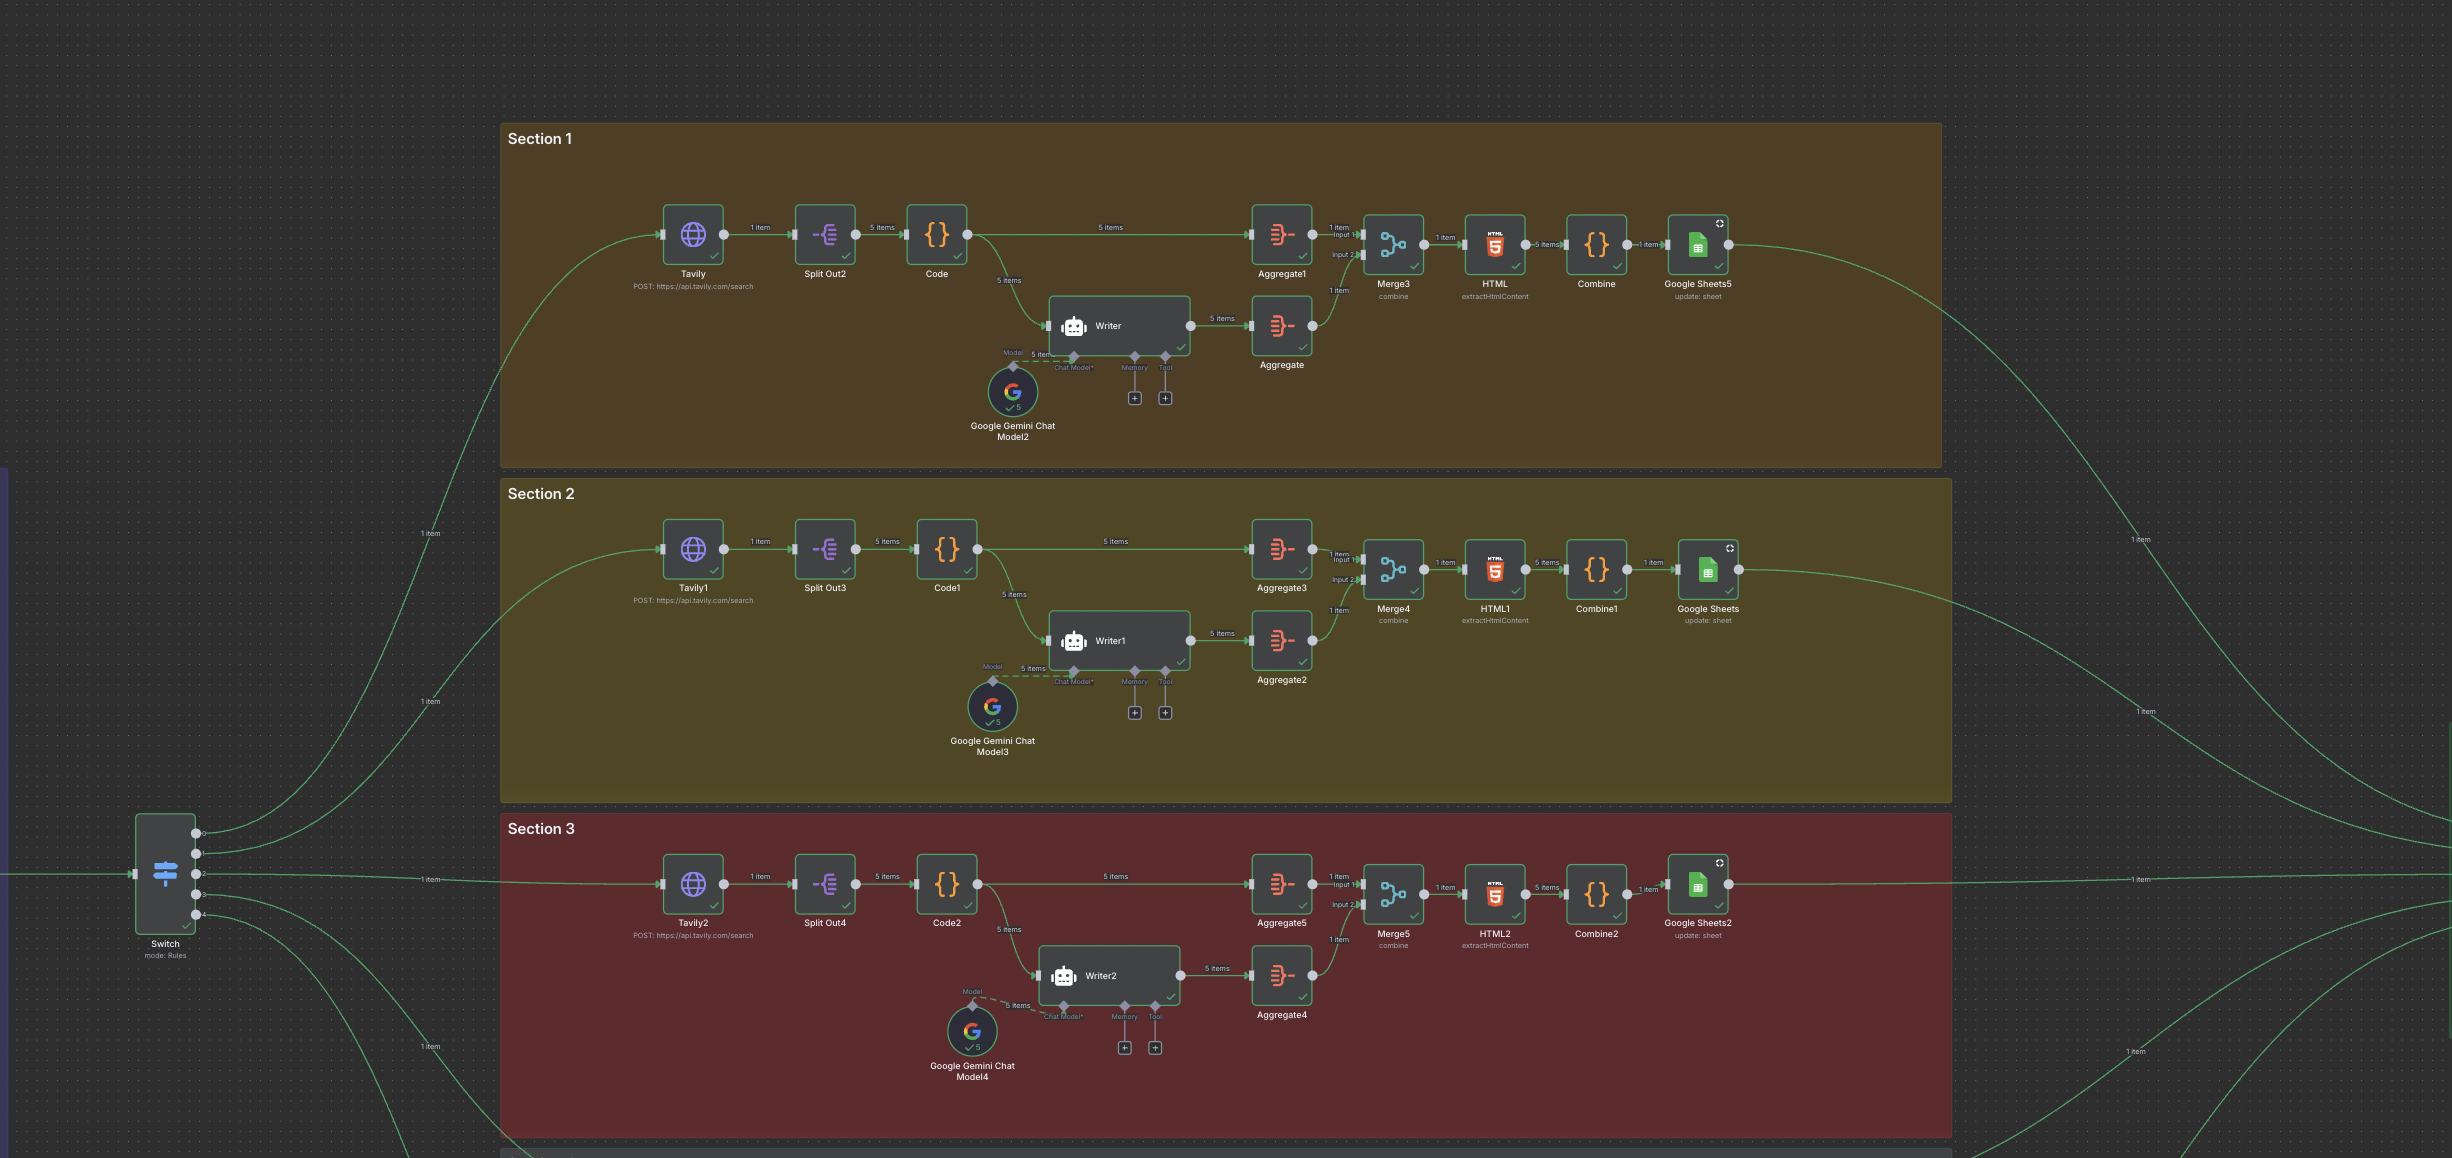 Section 1
Tavily
POST: https://api.tavily.com/search
1 item
Split Out2
5 items
Code
5 items
5 items
Writer
Model
Chat Model*
Memory
Tool
+
+
5
Google Gemini Chat
Model2
5 items
Aggregate1
Aggregate
1 item
Input 1
Input 2
1 item
Merge3
combine
1 item
HTML
HTML
extractHtmlContent
5 items
Combine
1 item
Google Sheets5
update: sheet
1 item
1 item
Section 2
Tavily1
POST: https://api.tavily.com/search
1 item
Split Out3
5 items
Code1
5 items
5 items
Writer1
Model
5 items
Chat Model*
Memory
Tool
+
+
5
Google Gemini Chat
Model3
5 items
Aggregate3
Aggregate2
1 item
Input 1
Input 2
1 item
Merge4
combine
1 item
HTML
HTML1
extractHtmlContent
5 items
Combine1
1 item
Google Sheets
update: sheet
1 item
1 item
Switch
mode: Rules
0
1
2
3
4
1 item
1 item
Section 3
Tavily2
POST: https://api.tavily.com/search
1 item
Split Out4
5 items
Code2
5 items
5 items
Writer2
Model
5 items
Chat Model*
Memory
Tool
+
+
5
Google Gemini Chat
Model4
5 items
Aggregate5
Aggregate4
1 item
Input 1
Input 2
1 item
Merge5
combine
1 item
HTML
HTML2
extractHtmlContent
5 items
Combine2
1 item
Google Sheets2
update: sheet
1 item
1 item